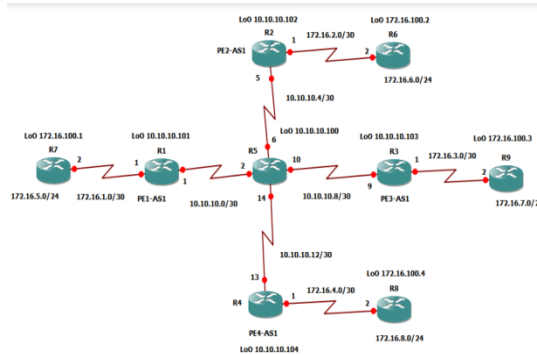 Lo0 10.10.10.102
R2
1
172.16.2.0/30
Lo0 172.16.100.2
R6
2
PE2-AS1
5
172.16.6.0/24
10.10.10.4/30
6
Lo0 10.10.10.100
Lo0 172.16.100.1
R7
2
172.16.5.0/24
172.16.1.0/30
Lo0 10.10.10.101
R1
1
1
PE1-AS1
10.10.10.0/30
R5
2
10
14
10.10.10.8/30
Lo0 10.10.10.103
R3
9
1
PE3-AS1
172.16.3.0/30
Lo0 172.16.100.3
R9
2
10.10.10.12/30
13
R4
1
PE4-AS1
Lo0 10.10.10.104
172.16.4.0/30
Lo0 172.16.100.4
R8
2
172.16.8.0/24